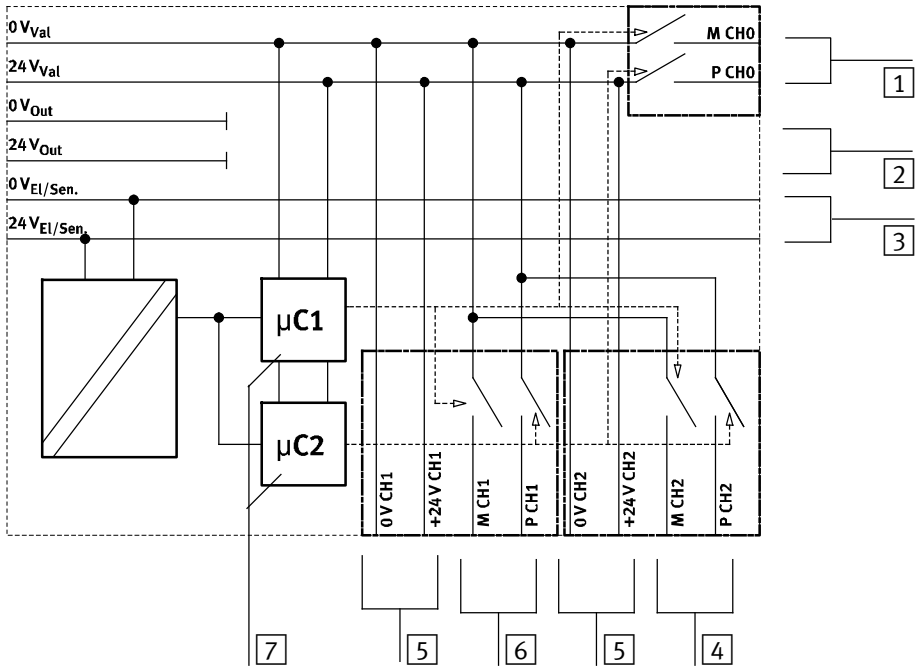 0 VVal
M CH0
24 VVal
P CH0
1
0 VOut
24 VOut
2
0 VEl/Sen.
24 VEl/Sen.
3
µC1
µC2
0 V CH1
+24 V CH1
M CH1
P CH1
0 V CH2
+24 V CH2
M CH2
P CH2
7
5
6
5
4